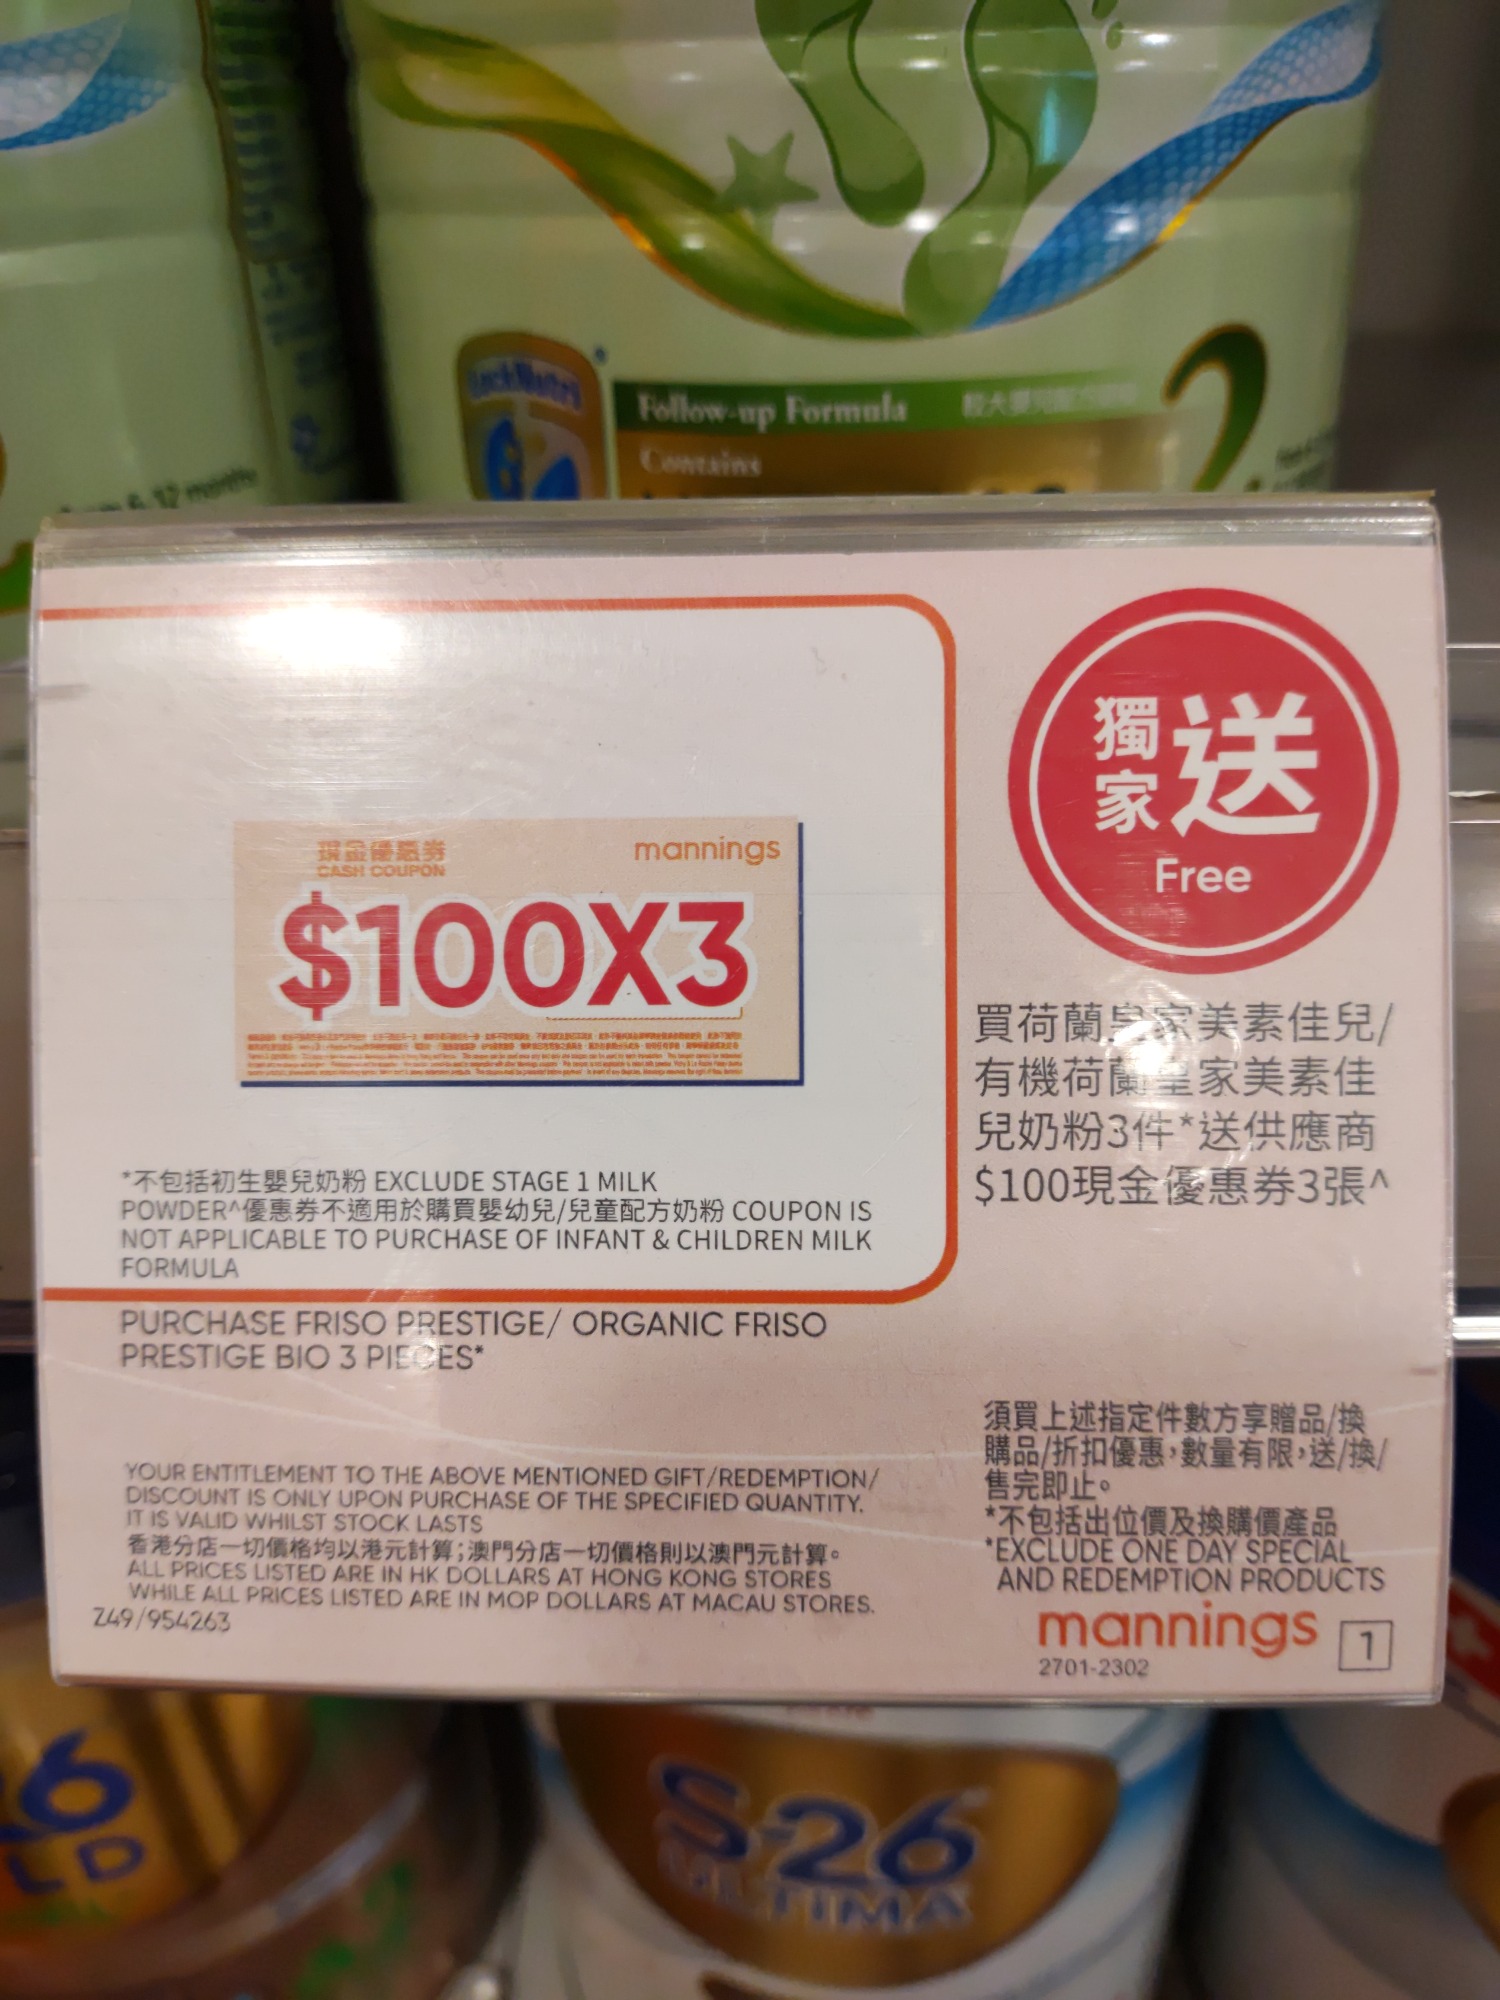 LockNutri
Follow-up Formula
Contains
2
6-12 months
獨家送
Free
現金優惠券
CASH COUPON
mannings
$100X3
買荷蘭皇家美素佳兒/
有機荷蘭皇家美素佳
兒奶粉3件*送供應商
$100現金優惠券3張^
*不包括初生嬰兒奶粉 EXCLUDE STAGE 1 MILK
POWDER^優惠券不適用於購買嬰幼兒/兒童配方奶粉 COUPON IS
NOT APPLICABLE TO PURCHASE OF INFANT & CHILDREN MILK
FORMULA
PURCHASE FRISO PRESTIGE/ ORGANIC FRISO
PRESTIGE BIO 3 PIECES*
YOUR ENTITLEMENT TO THE ABOVE MENTIONED GIFT/REDEMPTION/
DISCOUNT IS ONLY UPON PURCHASE OF THE SPECIFIED QUANTITY.
IT IS VALID WHILST STOCK LASTS
香港分店一切價格均以港元計算;澳門分店一切價格則以澳門元計算。
ALL PRICES LISTED ARE IN HK DOLLARS AT HONG KONG STORES
WHILE ALL PRICES LISTED ARE IN MOP DOLLARS AT MACAU STORES.
Z49/954263
須買上述指定件數方享贈品/換
購品/折扣優惠,數量有限,送/換/
售完即止。
*不包括出位價及換購價產品
*EXCLUDE ONE DAY SPECIAL
AND REDEMPTION PRODUCTS
mannings
1
2701-2302
S-26
ULTIMA